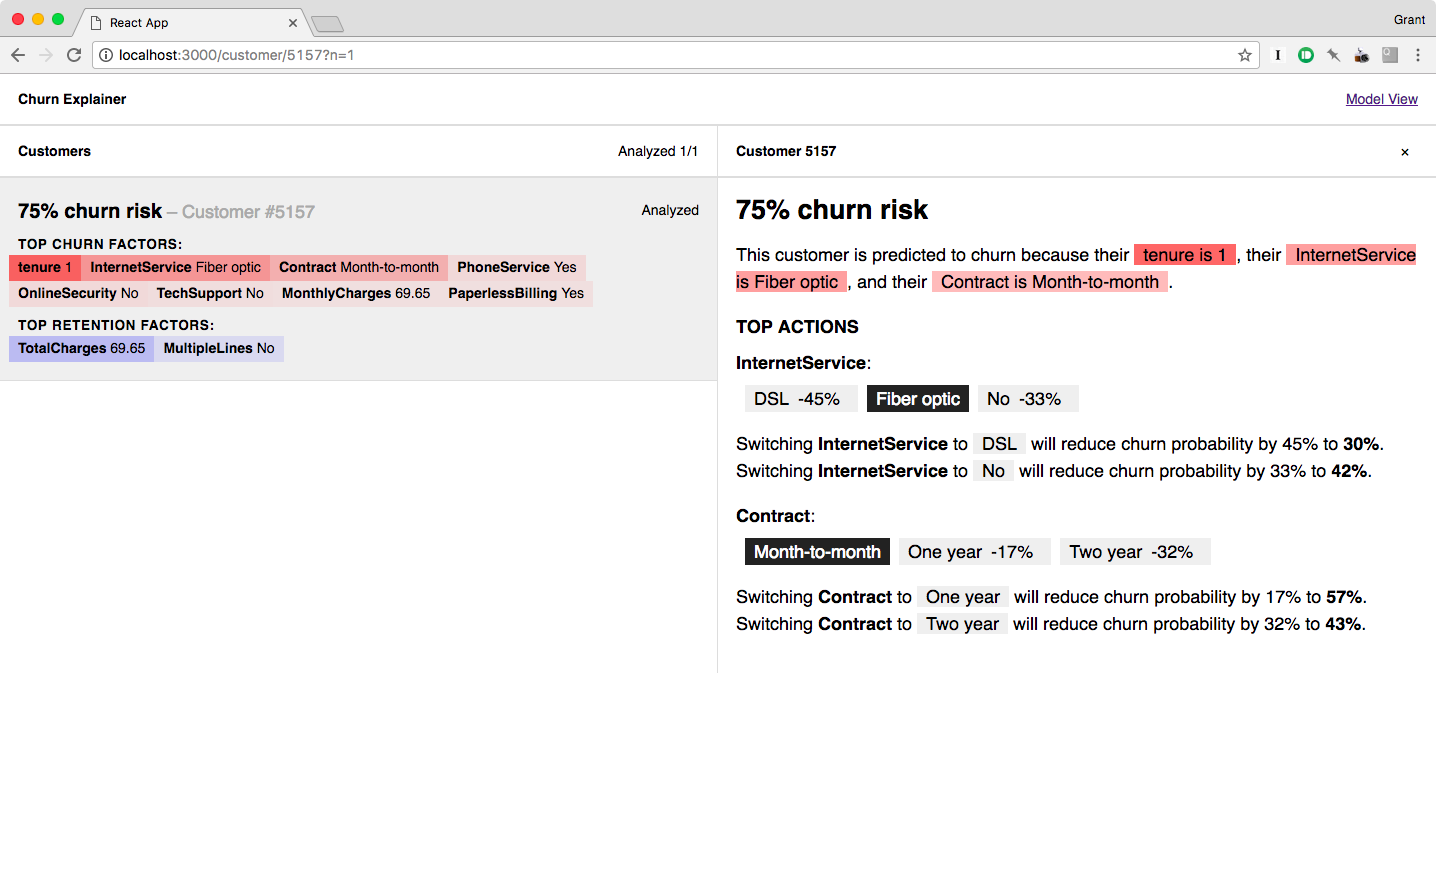 React App
Grant
localhost:3000/customer/5157?n=1
Churn Explainer
Model View
Customers
Analyzed 1/1
75% churn risk – Customer #5157
Analyzed
TOP CHURN FACTORS:
tenure 1 InternetService Fiber optic Contract Month-to-month PhoneService Yes
OnlineSecurity No TechSupport No MonthlyCharges 69.65 PaperlessBilling Yes
TOP RETENTION FACTORS:
TotalCharges 69.65 MultipleLines No
Customer 5157
×
75% churn risk
This customer is predicted to churn because their tenure is 1 , their InternetService
is Fiber optic , and their Contract is Month-to-month .
TOP ACTIONS
InternetService:
DSL -45% Fiber optic No -33%
Switching InternetService to DSL will reduce churn probability by 45% to 30%.
Switching InternetService to No will reduce churn probability by 33% to 42%.
Contract:
Month-to-month One year -17% Two year -32%
Switching Contract to One year will reduce churn probability by 17% to 57%.
Switching Contract to Two year will reduce churn probability by 32% to 43%.